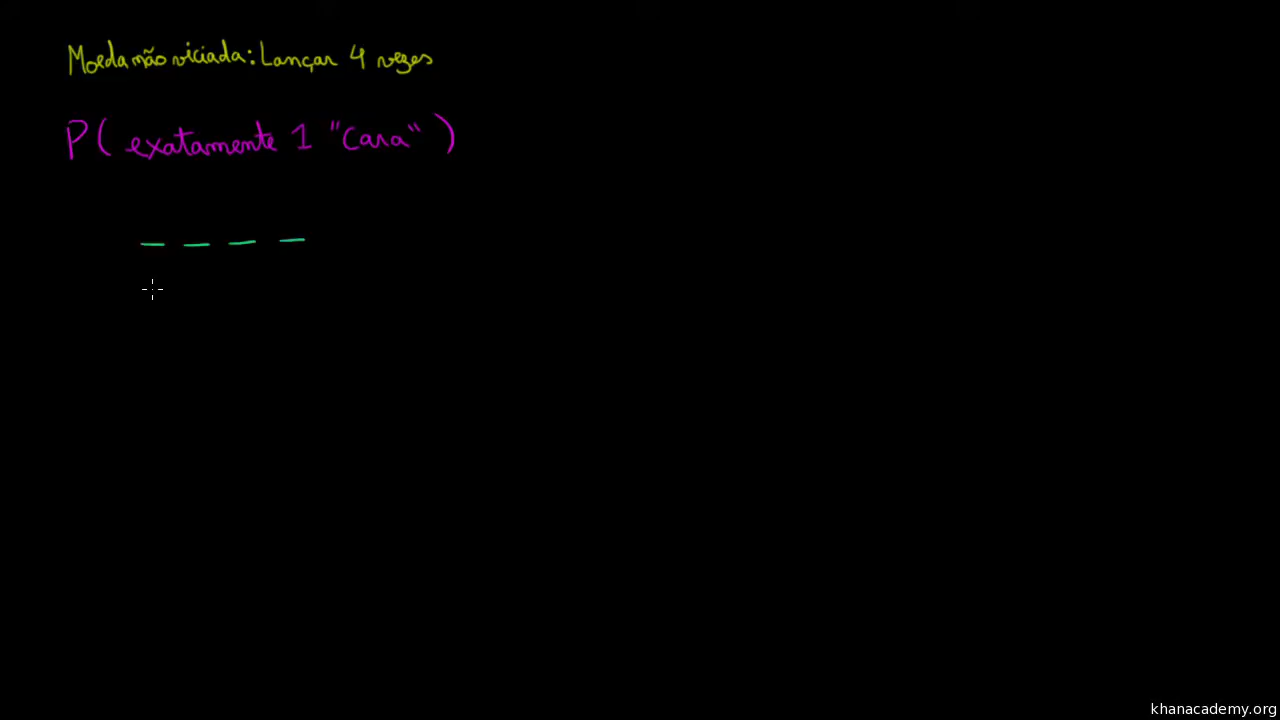 Moeda não viciada: Lançar 4 vezes
P( exatamente 1 "Cara" )
khanacademy.org